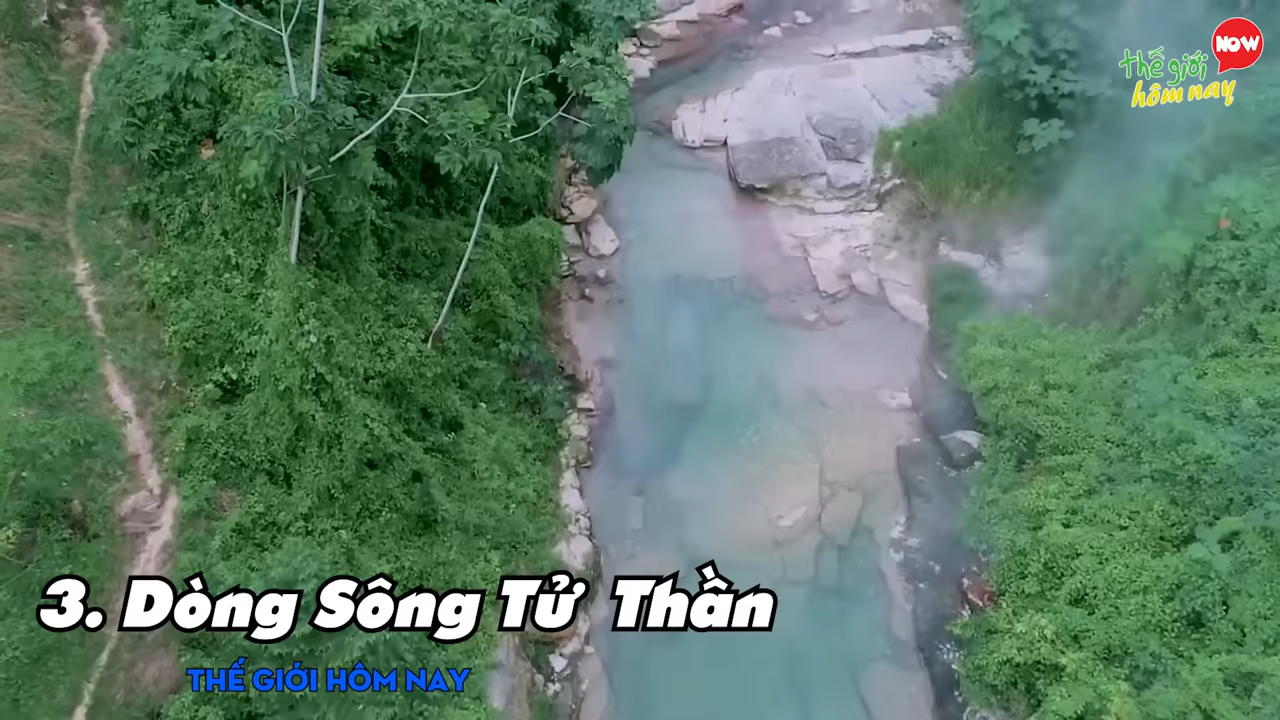 NOW
thế giới
hôm nay
3. Dòng Sông Tử Thần
THẾ GIỚI HÔM NAY